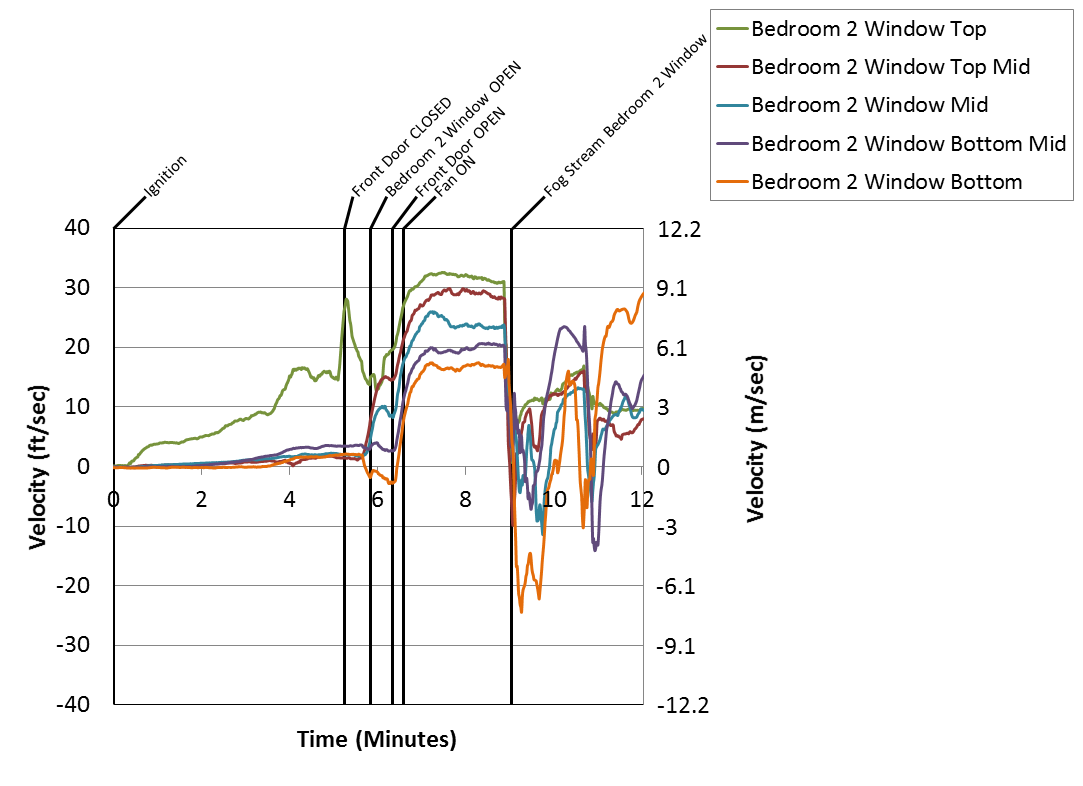 Bedroom 2 Window Top
Bedroom 2 Window Top Mid
Bedroom 2 Window Mid
Bedroom 2 Window Bottom Mid
Bedroom 2 Window Bottom
Ignition
Front Door CLOSED
Bedroom 2 Window OPEN
Front Door OPEN
Fan ON
Fog Stream Bedroom 2 Window
Velocity (ft/sec)
40
30
20
10
0
-10
-20
-30
-40
0 2 4 6 8 10 12
12.2
9.1
6.1
3
0
-3
-6.1
-9.1
-12.2
Velocity (m/sec)
Time (Minutes)